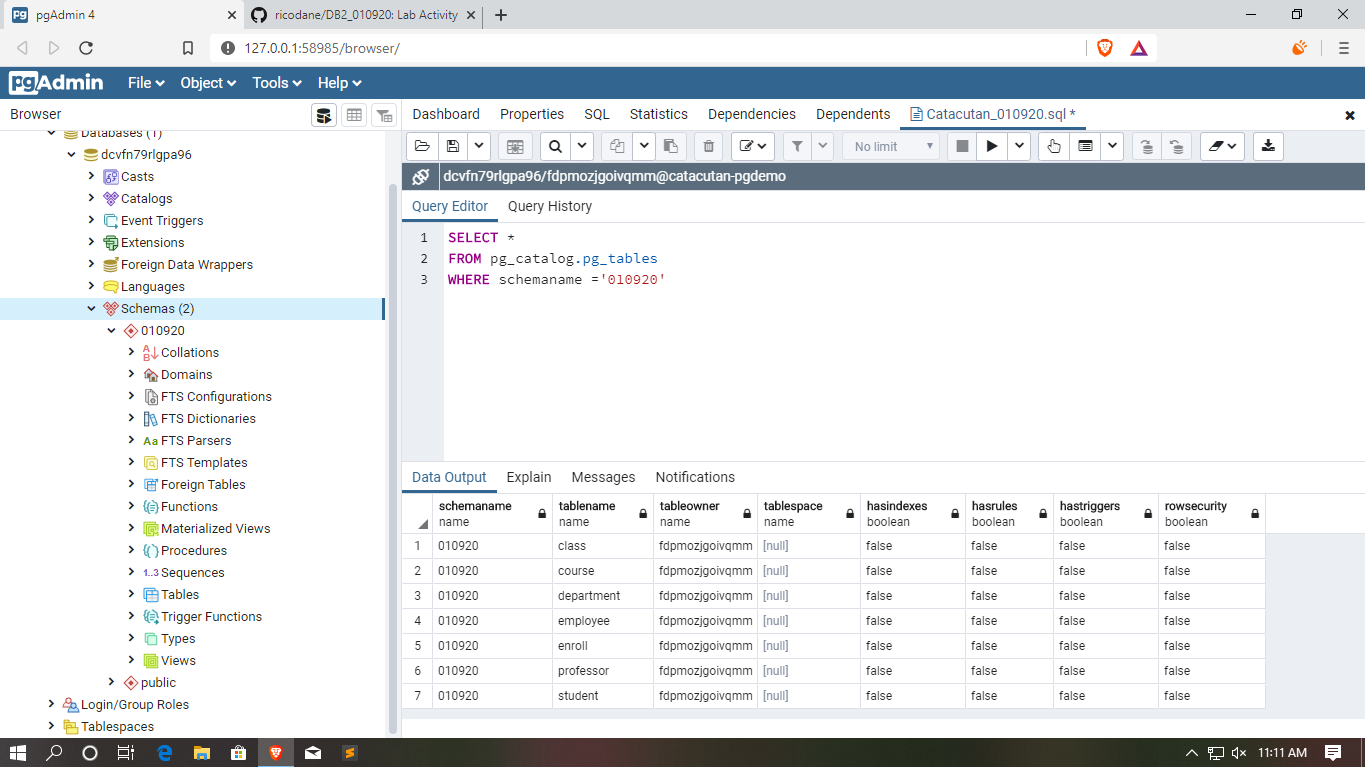 pgAdmin 4
ricodane/DB2_010920: Lab Activity
127.0.0.1:58985/browser/
pgAdmin File Object Tools Help
Browser
Dashboard Properties SQL Statistics Dependencies Dependents Catacutan_010920.sql *
No limit
dcvfn79rlgpa96/fdpmozjgoivqmm@catacutan-pgdemo
Query Editor Query History
1 SELECT *
2 FROM pg_catalog.pg_tables
3 WHERE schemaname ='010920'
Databases (1)
dcvfn79rlgpa96
Casts
Catalogs
Event Triggers
Extensions
Foreign Data Wrappers
Languages
Schemas (2)
010920
Collations
Domains
FTS Configurations
FTS Dictionaries
Aa FTS Parsers
FTS Templates
Foreign Tables
Functions
Materialized Views
Procedures
1..3 Sequences
Tables
Trigger Functions
Types
Views
public
Login/Group Roles
Tablespaces
Data Output Explain Messages Notifications
schemaname tablename tableowner tablespace hasindexes hasrules hastriggers rowsecurity
name name name name boolean boolean boolean boolean
1 010920 class fdpmozjgoivqmm [null] false false false false
2 010920 course fdpmozjgoivqmm [null] false false false false
3 010920 department fdpmozjgoivqmm [null] false false false false
4 010920 employee fdpmozjgoivqmm [null] false false false false
5 010920 enroll fdpmozjgoivqmm [null] false false false false
6 010920 professor fdpmozjgoivqmm [null] false false false false
7 010920 student fdpmozjgoivqmm [null] false false false false
11:11 AM